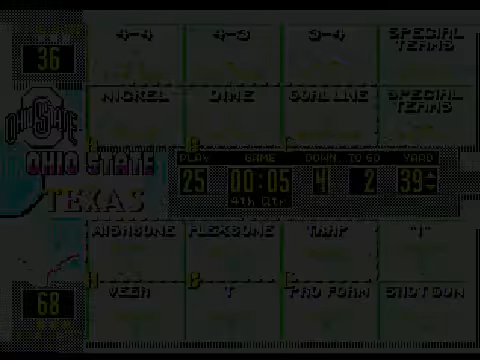 4-4 4-3 3-4 SPECIAL TEAMS
36
NICKEL DIME GOAL LINE SPECIAL TEAMS
OHIO STATE
A B C
OHIO STATE
PLAY GAME DOWN TO GO YARD
25 00:05 4 2 39
4th Qtr
TEXAS
WISHBONE FLEXBONE TRAP "I"
A B C
68
VEER T PRO FORM SHOTGUN